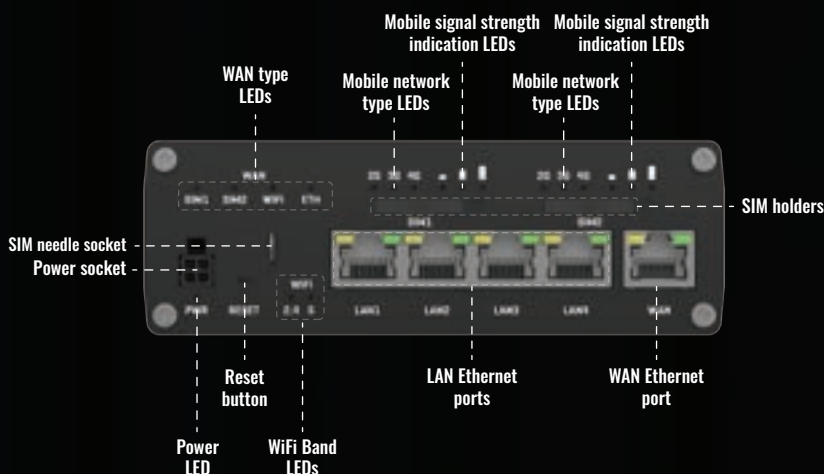 Mobile signal strength
indication LEDs
Mobile signal strength
indication LEDs
WAN type
LEDs
Mobile network
type LEDs
Mobile network
type LEDs
WAN
2G 3G 4G
2G 3G 4G
SIM1 SIM2 WIFI ETH
SIM1
SIM2
SIM holders
SIM needle socket
Power socket
WIFI
PWR RESET 2.4 5 LAN1 LAN2 LAN3 LAN4 WAN
Reset
button
LAN Ethernet
ports
WAN Ethernet
port
Power
LED
WiFi Band
LEDs